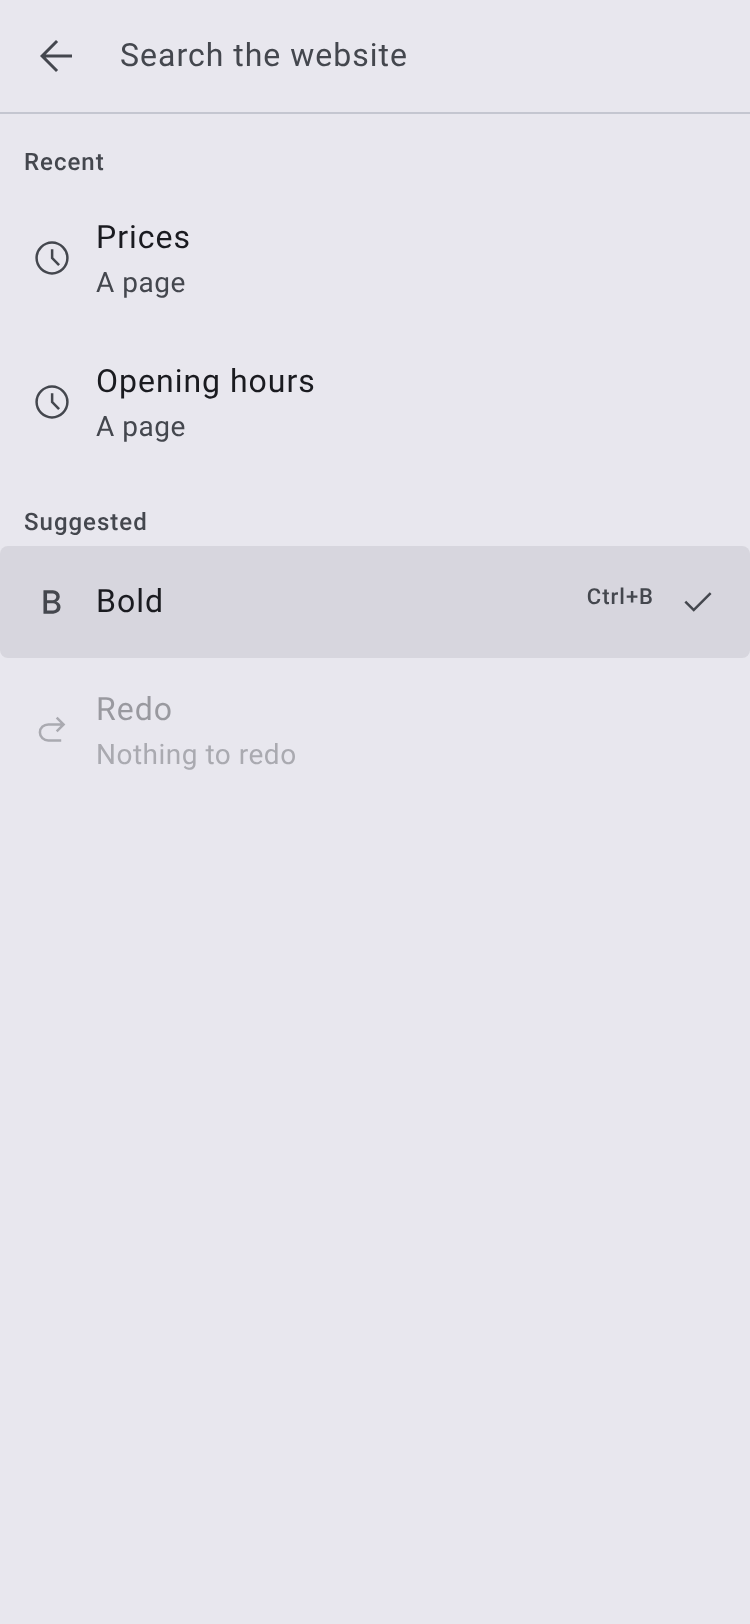 Search the website
Recent
Prices
A page
Opening hours
A page
Suggested
B Bold Ctrl+B
Redo
Nothing to redo